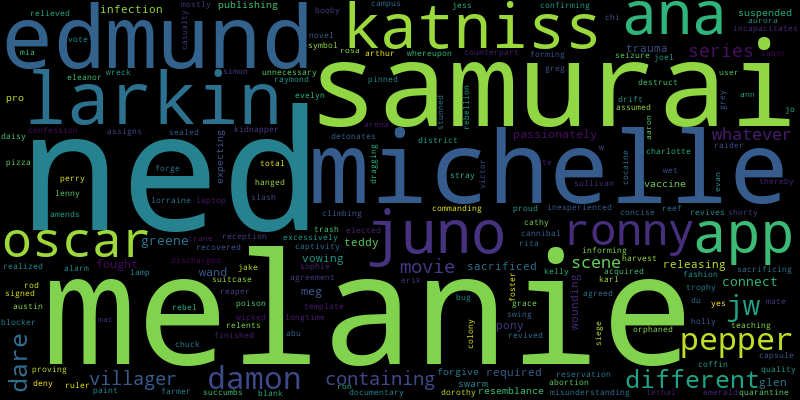 relieved infection mostly publishing booby campus jess confirming chi suspended aurora incapacitates
edmund casualty katniss ana
mia vote novel symbol rosa arthur whereupon counterpart forming trauma series labor
eleanor wreck simon unnecessary greg seizure joel user
larkin raymond pinned samurai destruct ann
pro evelyn stunned rebellion drift grey jo
daisy confession assigns sealed kidnapper detonates arena assumed aaron
ned expecting total district passionately whatever
pizza michelle charlotte raider
perry forge hanged dragging stray victor te w cocaine wet evan thereby
lenny lorraine laptop slash sullivan vaccine
amends climbing commanding proud inexperienced concise reef revives shorty
oscar crane reception trash elected juno cathy ronny app
greene recovered excessively captivity teddy cannibal rita informing
realized alarm fought discharged vowing movie scene harvest releasing
lamp wand jake sophie agreement sacrificed kelly acquired fashion connect
rod suitcase erik foster karl trophy sacrificing
signed reaper meg bug grace wounding agreed du yes mate
austin rebel poison template swing jw
melanie mac wicked longtime pony siege orphaned holly teaching
blocker relents finished abu colony revived pepper
dare chuck coffin capsule
proving villager damon ron containing forgive required reservation different quality
deny ruler swarm abortion glen
paint farmer succumbs blank documentary dorothy resemblance misunderstanding lethal emerald quarantine